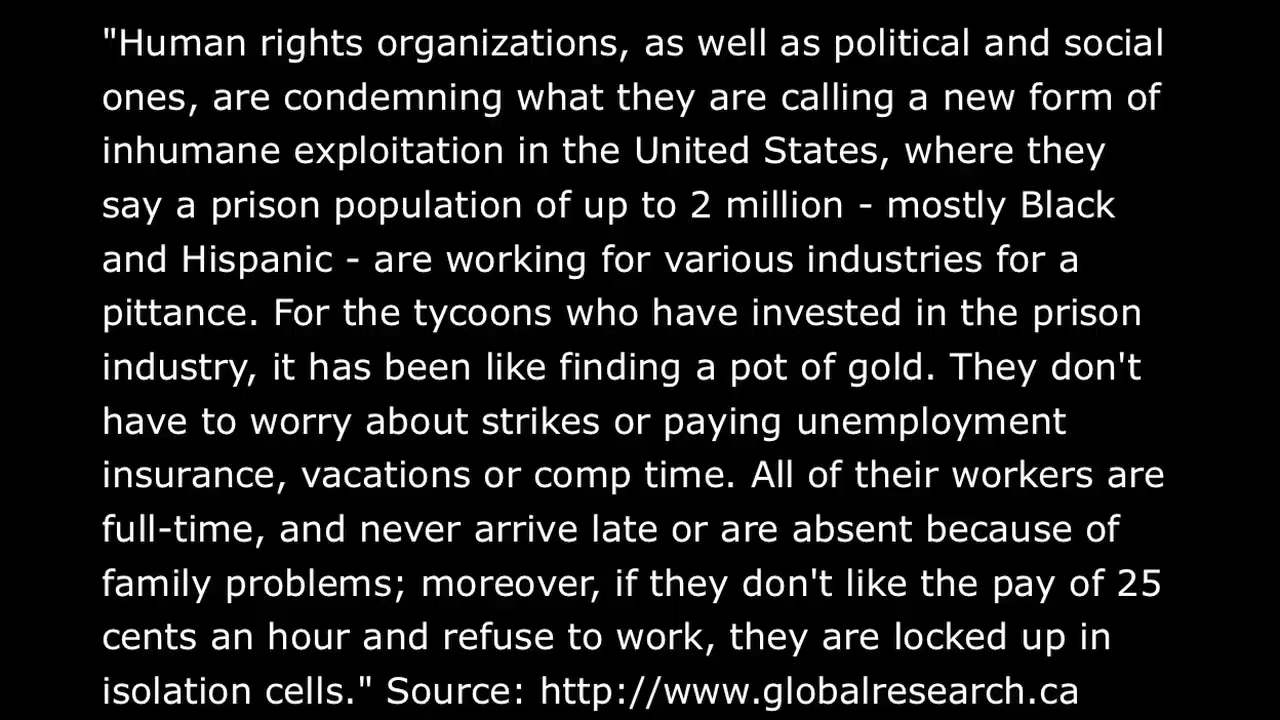 "Human rights organizations, as well as political and social
ones, are condemning what they are calling a new form of
inhumane exploitation in the United States, where they
say a prison population of up to 2 million - mostly Black
and Hispanic - are working for various industries for a
pittance. For the tycoons who have invested in the prison
industry, it has been like finding a pot of gold. They don't
have to worry about strikes or paying unemployment
insurance, vacations or comp time. All of their workers are
full-time, and never arrive late or are absent because of
family problems; moreover, if they don't like the pay of 25
cents an hour and refuse to work, they are locked up in
isolation cells." Source: http://www.globalresearch.ca